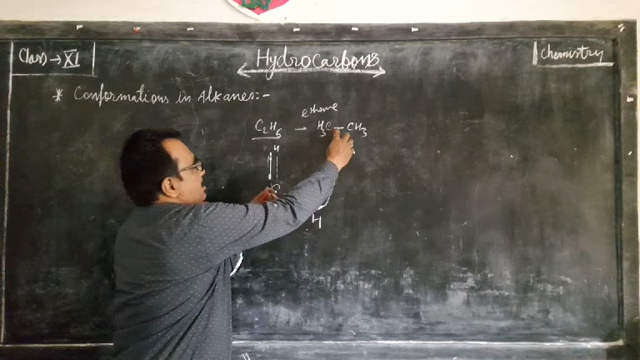 Class → XI
Hydrocarbons
Chemistry
* Conformations in Alkanes:-
ethane
C2H6 → H3C — CH3
H
C
H